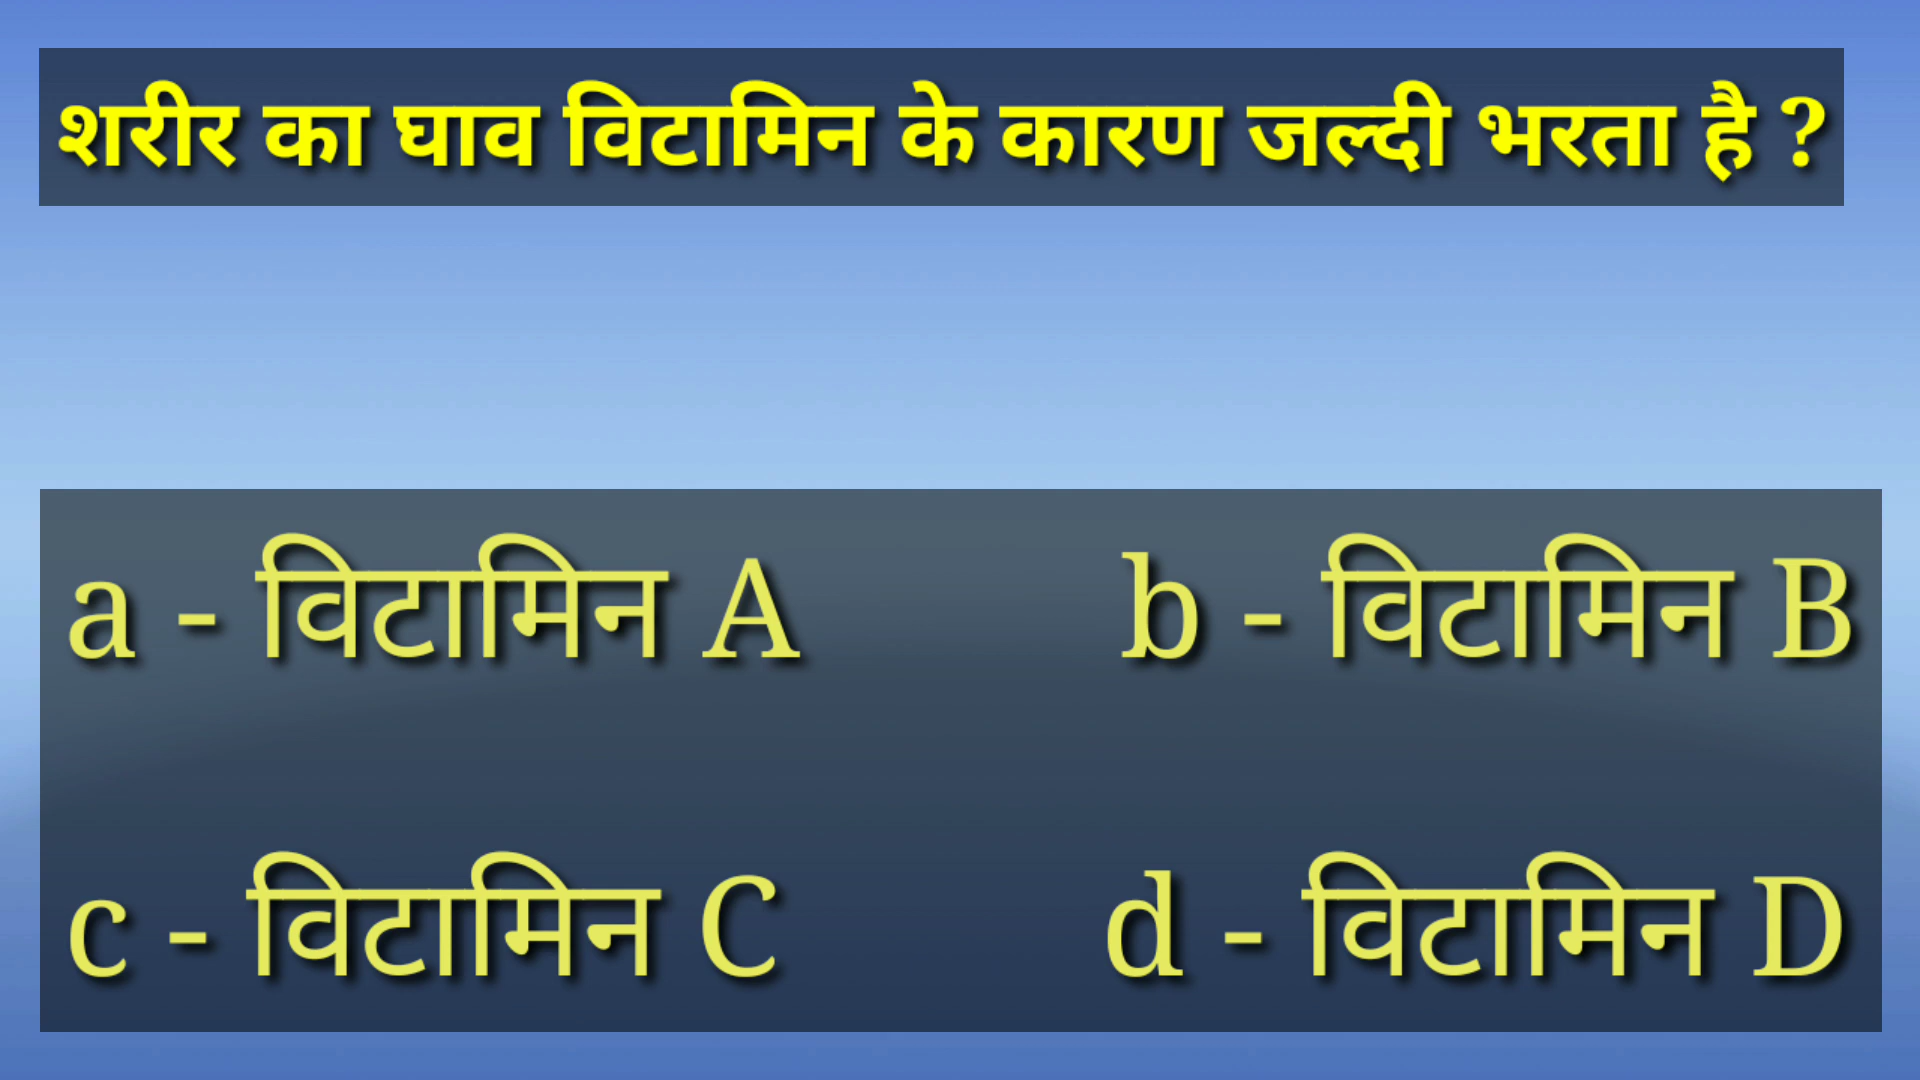 शरीर का घाव विटामिन के कारण जल्दी भरता है ?
a - विटामिन A b - विटामिन B
c - विटामिन C d - विटामिन D